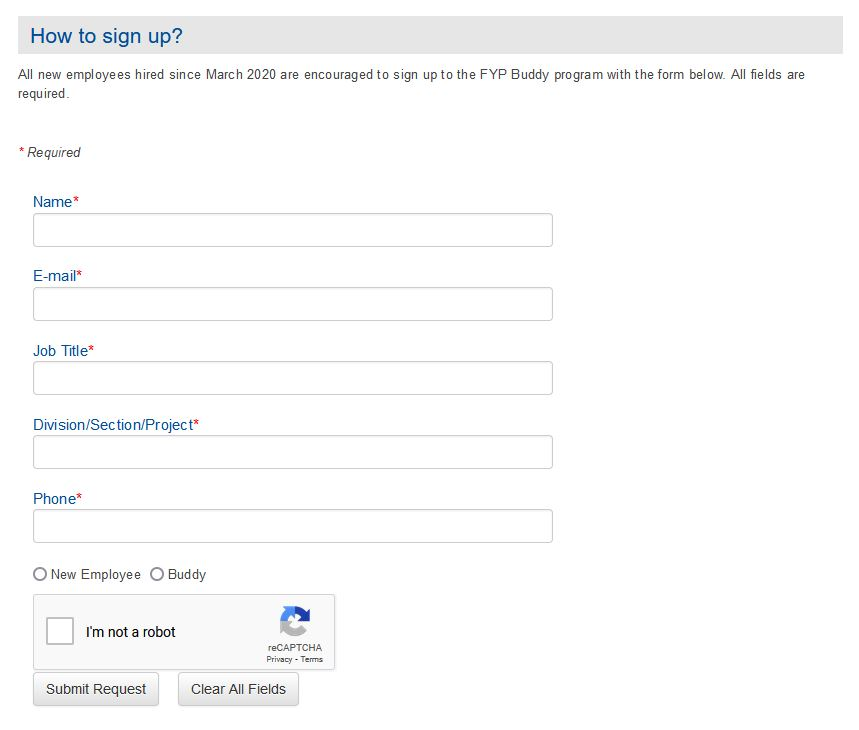 How to sign up?
All new employees hired since March 2020 are encouraged to sign up to the FYP Buddy program with the form below. All fields are
required.
* Required
Name*
E-mail*
Job Title*
Division/Section/Project*
Phone*
New Employee Buddy
I'm not a robot
reCAPTCHA
Privacy - Terms
Submit Request Clear All Fields